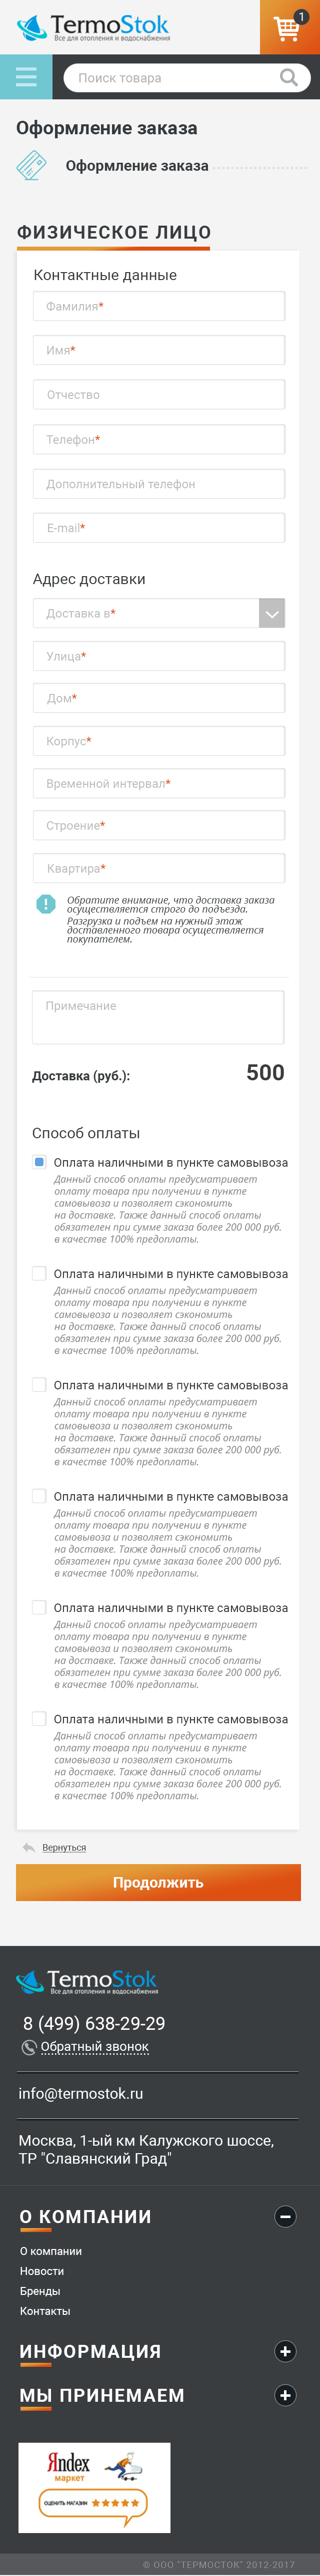 TermoStok
Все для отопления и водоснабжения
1
Поиск товара
Оформление заказа
Оформление заказа
ФИЗИЧЕСКОЕ ЛИЦО
Контактные данные
Фамилия*
Имя*
Отчество
Телефон*
Дополнительный телефон
E-mail*
Адрес доставки
Доставка в*
Улица*
Дом*
Корпус*
Временной интервал*
Строение*
Квартира*
Обратите внимание, что доставка заказа
осуществляется строго до подъезда.
Разгрузка и подъем на нужный этаж
доставленного товара осуществляется
покупателем.
Примечание
Доставка (руб.): 500
Способ оплаты
Оплата наличными в пункте самовывоза
Данный способ оплаты предусматривает
оплату товара при получении в пункте
самовывоза и позволяет сэкономить
на доставке. Также данный способ оплаты
обязателен при сумме заказа более 200 000 руб.
в качестве 100% предоплаты.
Оплата наличными в пункте самовывоза
Данный способ оплаты предусматривает
оплату товара при получении в пункте
самовывоза и позволяет сэкономить
на доставке. Также данный способ оплаты
обязателен при сумме заказа более 200 000 руб.
в качестве 100% предоплаты.
Оплата наличными в пункте самовывоза
Данный способ оплаты предусматривает
оплату товара при получении в пункте
самовывоза и позволяет сэкономить
на доставке. Также данный способ оплаты
обязателен при сумме заказа более 200 000 руб.
в качестве 100% предоплаты.
Оплата наличными в пункте самовывоза
Данный способ оплаты предусматривает
оплату товара при получении в пункте
самовывоза и позволяет сэкономить
на доставке. Также данный способ оплаты
обязателен при сумме заказа более 200 000 руб.
в качестве 100% предоплаты.
Оплата наличными в пункте самовывоза
Данный способ оплаты предусматривает
оплату товара при получении в пункте
самовывоза и позволяет сэкономить
на доставке. Также данный способ оплаты
обязателен при сумме заказа более 200 000 руб.
в качестве 100% предоплаты.
Оплата наличными в пункте самовывоза
Данный способ оплаты предусматривает
оплату товара при получении в пункте
самовывоза и позволяет сэкономить
на доставке. Также данный способ оплаты
обязателен при сумме заказа более 200 000 руб.
в качестве 100% предоплаты.
Вернуться
Продолжить
TermoStok
Все для отопления и водоснабжения
8 (499) 638-29-29
Обратный звонок
info@termostok.ru
Москва, 1-ый км Калужского шоссе,
ТР "Славянский Град"
О КОМПАНИИ
О компании
Новости
Бренды
Контакты
ИНФОРМАЦИЯ
МЫ ПРИНИМАЕМ
Яndex
маркет
ОЦЕНИТЬ МАГАЗИН
© ООО "ТЕРМОСТОК" 2012-2017